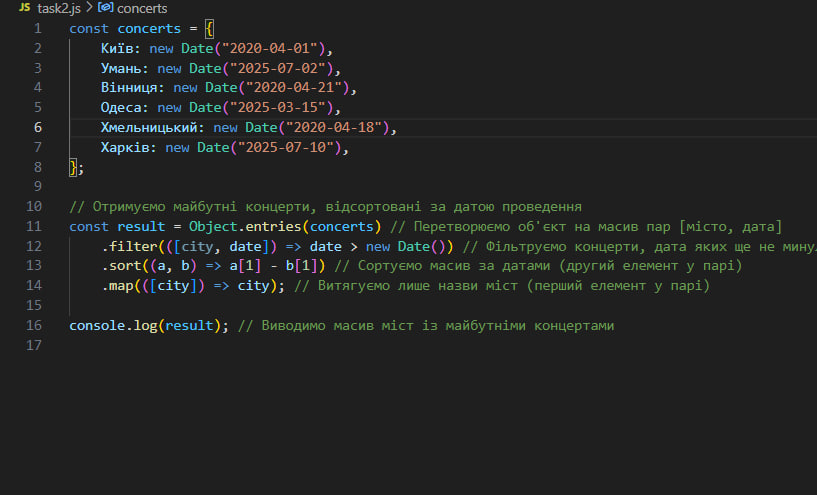 JS task2.js > concerts
1 const concerts = {
2 Київ: new Date("2020-04-01"),
3 Умань: new Date("2025-07-02"),
4 Вінниця: new Date("2020-04-21"),
5 Одеса: new Date("2025-03-15"),
6 Хмельницький: new Date("2020-04-18"),
7 Харків: new Date("2025-07-10"),
8 };
9
10 // Отримуємо майбутні концерти, відсортовані за датою проведення
11 const result = Object.entries(concerts) // Перетворюємо об'єкт на масив пар [місто, дата]
12 .filter(([city, date]) => date > new Date()) // Фільтруємо концерти, дата яких ще не минул
13 .sort((a, b) => a[1] - b[1]) // Сортуємо масив за датами (другий елемент у парі)
14 .map(([city]) => city); // Витягуємо лише назви міст (перший елемент у парі)
15
16 console.log(result); // Виводимо масив міст із майбутніми концертами
17